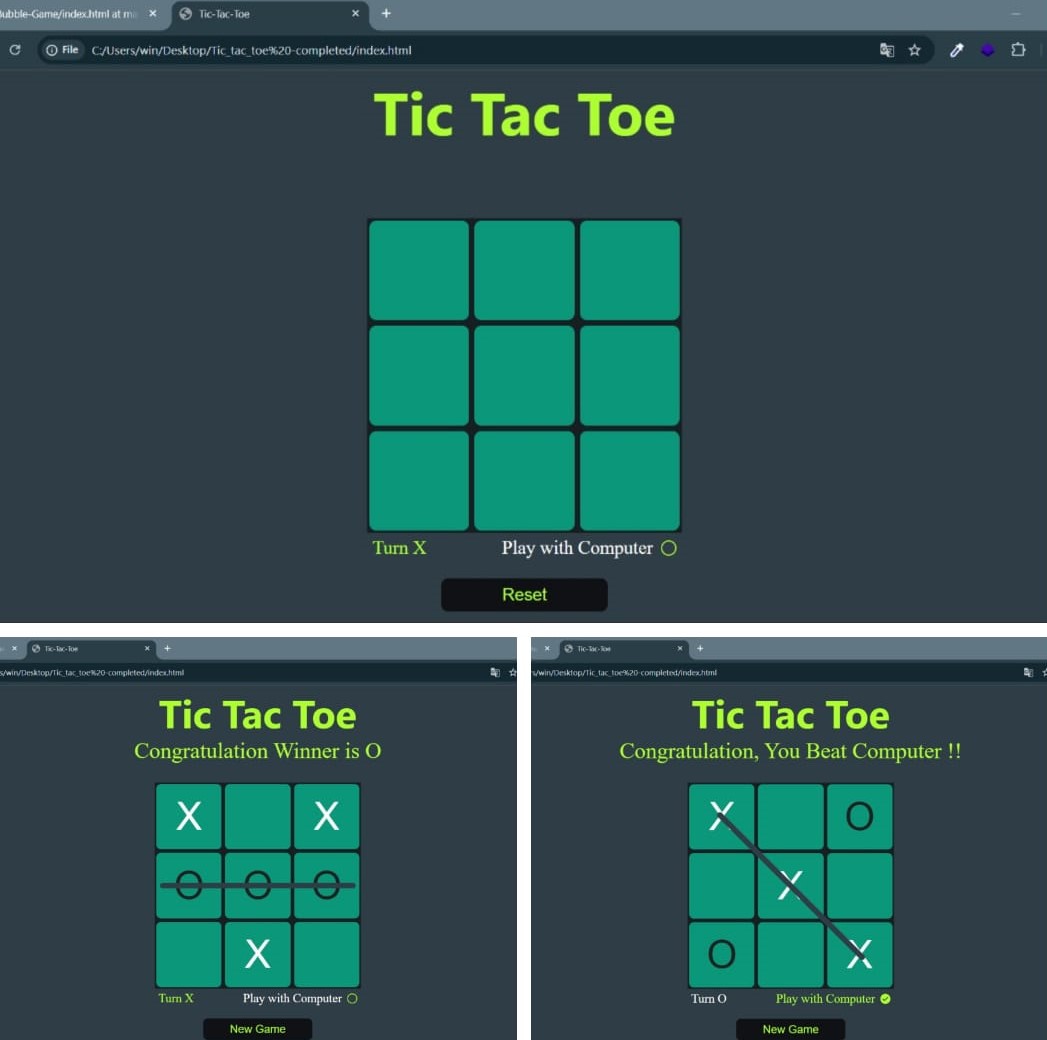 ubble-Game/index.html at ma
Tic-Tac-Toe
File C:/Users/win/Desktop/Tic_tac_toe%20-completed/index.html
Tic Tac Toe
Turn X Play with Computer
Reset
Tic-Tac-Toe
s/win/Desktop/Tic_tac_toe%20-completed/index.html
Tic Tac Toe
Congratulation Winner is O
X X
O O O
X
Turn X Play with Computer
New Game
Tic-Tac-Toe
s/win/Desktop/Tic_tac_toe%20-completed/index.html
Tic Tac Toe
Congratulation, You Beat Computer !!
X O
X
O X
Turn O Play with Computer
New Game